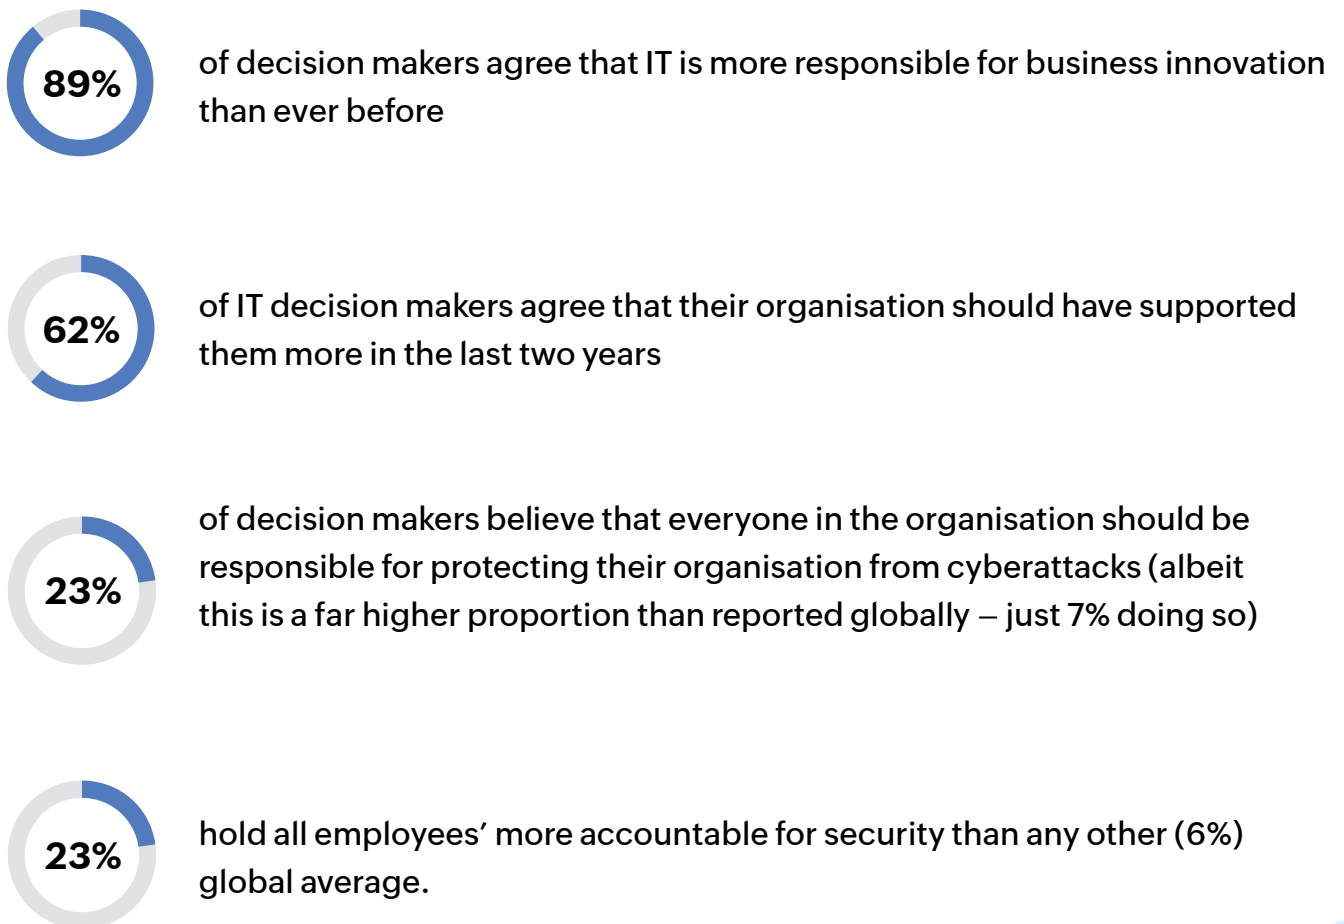 89%
of decision makers agree that IT is more responsible for business innovation
than ever before
62%
of IT decision makers agree that their organisation should have supported
them more in the last two years
23%
of decision makers believe that everyone in the organisation should be
responsible for protecting their organisation from cyberattacks (albeit
this is a far higher proportion than reported globally – just 7% doing so)
23%
hold all employees’ more accountable for security than any other (6%)
global average.